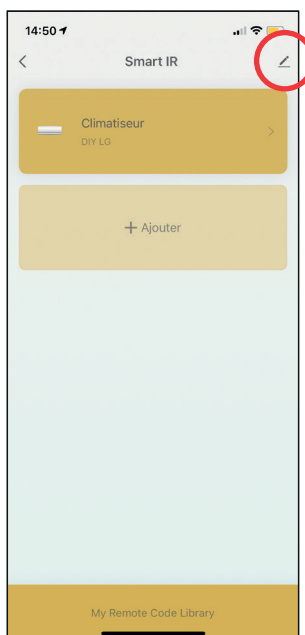 14:50
Smart IR
Climatiseur
DIY LG
+ Ajouter
My Remote Code Library